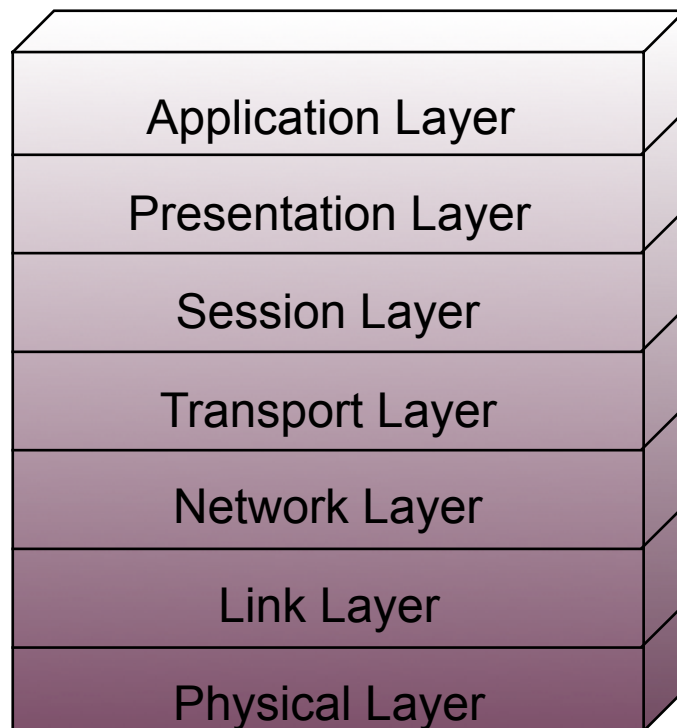 Application Layer
Presentation Layer
Session Layer
Transport Layer
Network Layer
Link Layer
Physical Layer